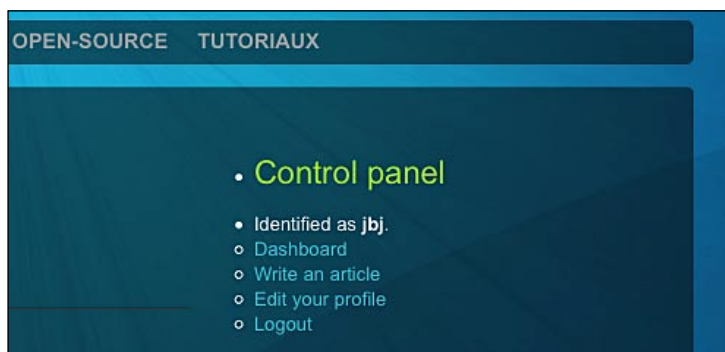 OPEN-SOURCE TUTORIAUX
Control panel
Identified as jbj.
Dashboard
Write an article
Edit your profile
Logout